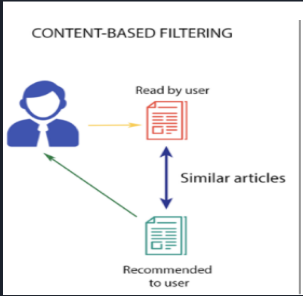 CONTENT-BASED FILTERING
Read by user
Similar articles
Recommended
to user